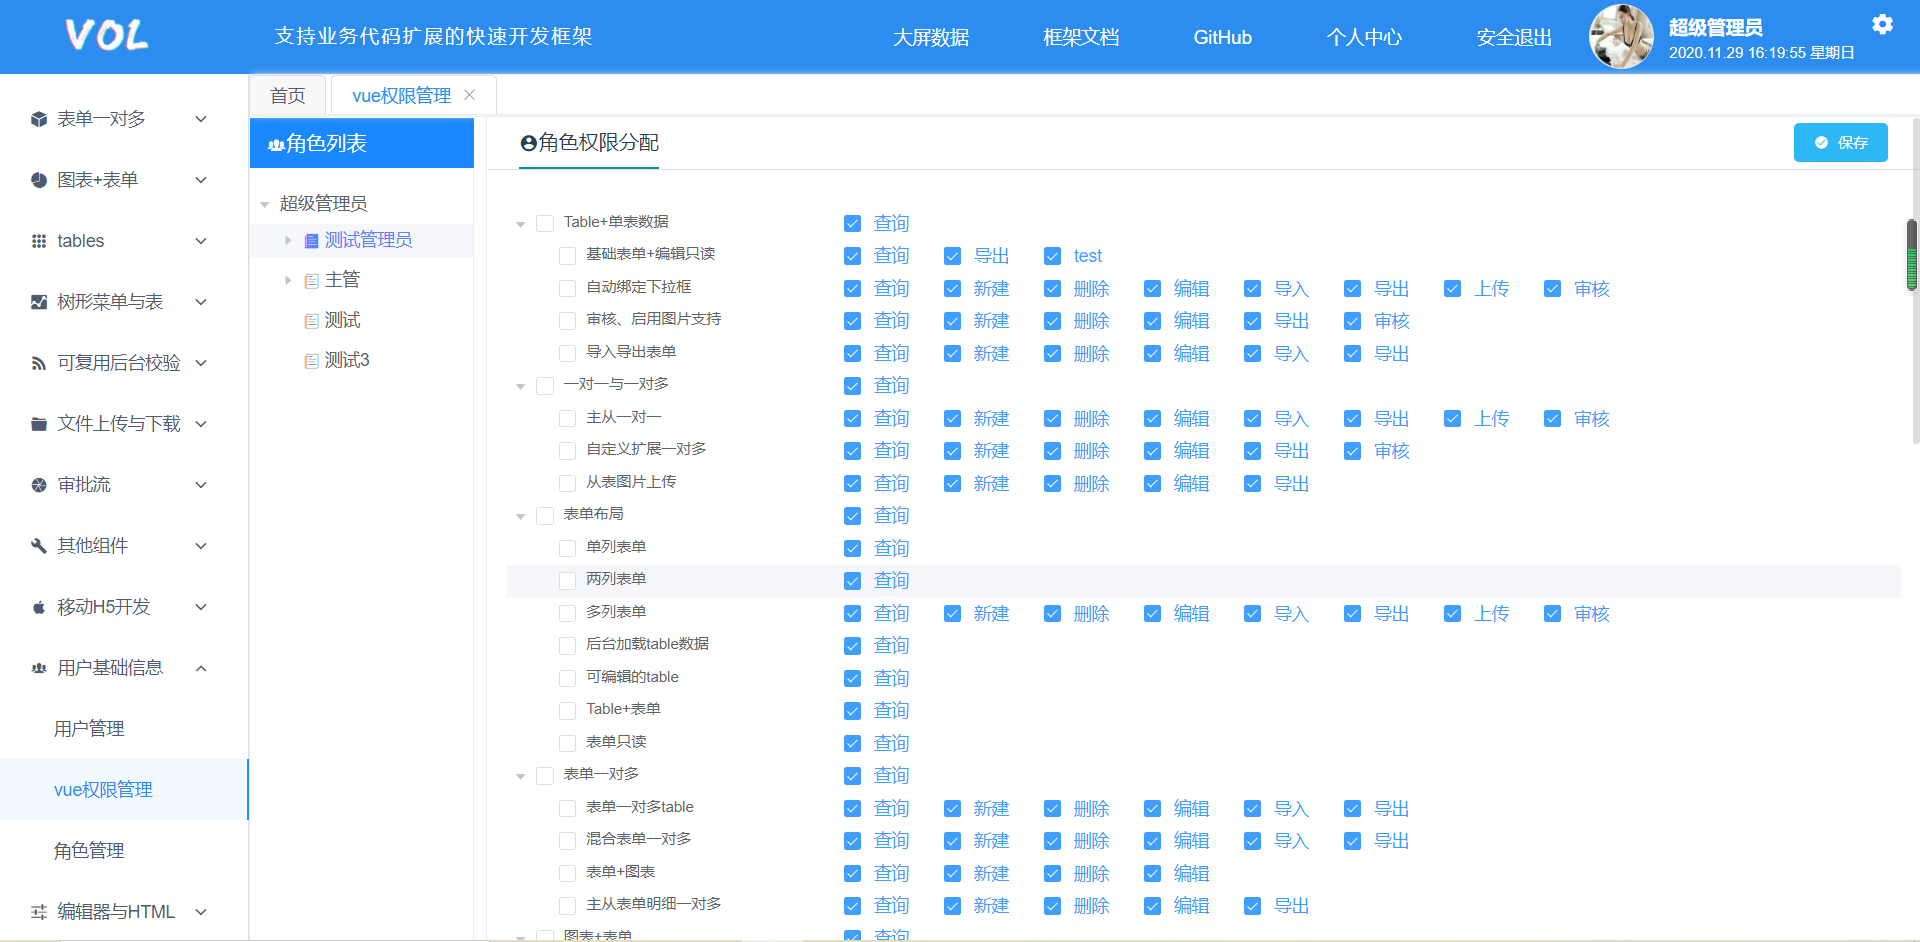 VOL
支持业务代码扩展的快速开发框架
大屏数据
框架文档
GitHub
个人中心
安全退出
超级管理员
2020.11.29 16:19:55 星期日
表单一对多
图表+表单
tables
树形菜单与表
可复用后台校验
文件上传与下载
审批流
其他组件
移动H5开发
用户基础信息
用户管理
vue权限管理
角色管理
编辑器与HTML
首页
vue权限管理
角色列表
超级管理员
测试管理员
主管
测试
测试3
角色权限分配
保存
Table+单表数据 查询
基础表单+编辑只读 查询 导出 test
自动绑定下拉框 查询 新建 删除 编辑 导入 导出 上传 审核
审核、启用图片支持 查询 新建 删除 编辑 导出 审核
导入导出表单 查询 新建 删除 编辑 导入 导出
一对一与一对多 查询
主从一对一 查询 新建 删除 编辑 导入 导出 上传 审核
自定义扩展一对多 查询 新建 删除 编辑 导出 审核
从表图片上传 查询 新建 删除 编辑 导出
表单布局 查询
单列表单 查询
两列表单 查询
多列表单 查询 新建 删除 编辑 导入 导出 上传 审核
后台加载table数据 查询
可编辑的table 查询
Table+表单 查询
表单只读 查询
表单一对多 查询
表单一对多table 查询 新建 删除 编辑 导入 导出
混合表单一对多 查询 新建 删除 编辑 导入 导出
表单+图表 查询 新建 删除 编辑
主从表单明细一对多 查询 新建 删除 编辑 导出
图表+表单 查询